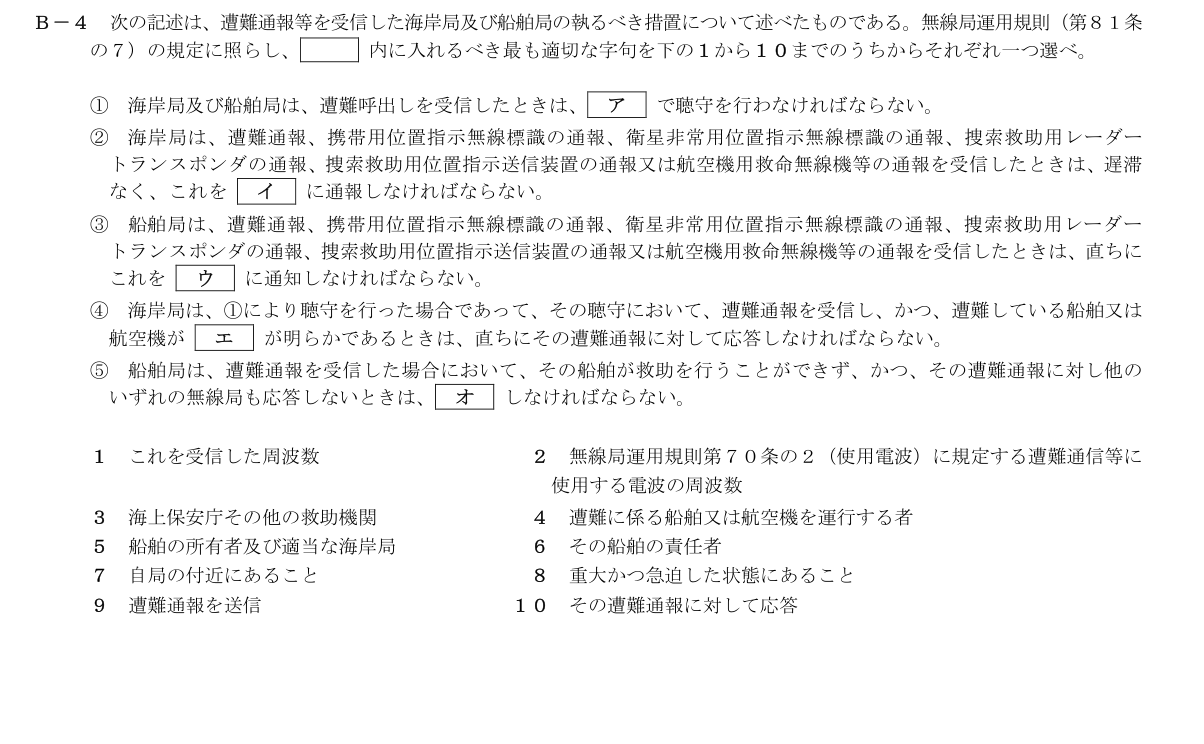 Ｂ－４　次の記述は、遭難通報等を受信した海岸局及び船舶局の執るべき措置について述べたものである。無線局運用規則（第８１条
の７）の規定に照らし、　　　内に入れるべき最も適切な字句を下の１から１０までのうちからそれぞれ一つ選べ。
①　海岸局及び船舶局は、遭難呼出しを受信したときは、 ア で聴守を行わなければならない。
②　海岸局は、遭難通報、携帯用位置指示無線標識の通報、衛星非常用位置指示無線標識の通報、捜索救助用レーダー
トランスポンダの通報、捜索救助用位置指示送信装置の通報又は航空機用救命無線機等の通報を受信したときは、遅滞
なく、これを イ に通報しなければならない。
③　船舶局は、遭難通報、携帯用位置指示無線標識の通報、衛星非常用位置指示無線標識の通報、捜索救助用レーダー
トランスポンダの通報、捜索救助用位置指示送信装置の通報又は航空機用救命無線機等の通報を受信したときは、直ちに
これを ウ に通知しなければならない。
④　海岸局は、①により聴守を行った場合であって、その聴守において、遭難通報を受信し、かつ、遭難している船舶又は
航空機が エ が明らかであるときは、直ちにその遭難通報に対して応答しなければならない。
⑤　船舶局は、遭難通報を受信した場合において、その船舶が救助を行うことができず、かつ、その遭難通報に対し他の
いずれの無線局も応答しないときは、 オ しなければならない。
１　これを受信した周波数
２　無線局運用規則第７０条の２（使用電波）に規定する遭難通信等に
使用する電波の周波数
３　海上保安庁その他の救助機関
４　遭難に係る船舶又は航空機を運行する者
５　船舶の所有者及び適当な海岸局
６　その船舶の責任者
７　自局の付近にあること
８　重大かつ急迫した状態にあること
９　遭難通報を送信
１０　その遭難通報に対して応答